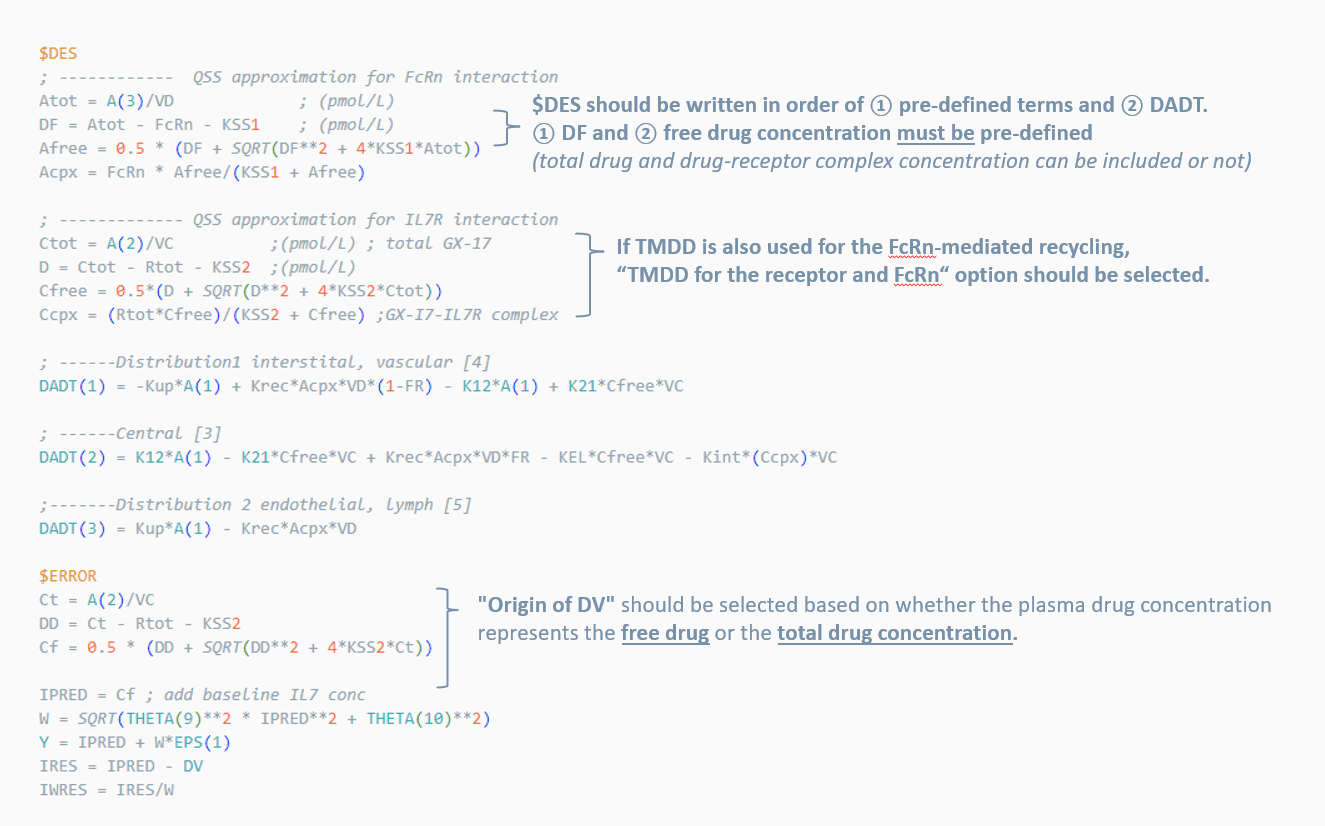 $DES
; ------------  QSS approximation for FcRn interaction
Atot = A(3)/VD             ; (pmol/L)
DF = Atot - FcRn - KSS1    ; (pmol/L)
Afree = 0.5 * (DF + SQRT(DF**2 + 4*KSS1*Atot))
Acpx = FcRn * Afree/(KSS1 + Afree)
$DES should be written in order of ① pre-defined terms and ② DADT.
① DF and ② free drug concentration must be pre-defined
(total drug and drug-receptor complex concentration can be included or not)
; ------------- QSS approximation for IL7R interaction
Ctot = A(2)/VC          ;(pmol/L) ; total GX-17
D = Ctot - Rtot - KSS2  ;(pmol/L)
Cfree = 0.5*(D + SQRT(D**2 + 4*KSS2*Ctot))
Ccpx = (Rtot*Cfree)/(KSS2 + Cfree) ;GX-I7-IL7R complex
If TMDD is also used for the FcRn-mediated recycling,
“TMDD for the receptor and FcRn“ option should be selected.
; ------Distribution1 interstital, vascular [4]
DADT(1) = -Kup*A(1) + Krec*Acpx*VD*(1-FR) - K12*A(1) + K21*Cfree*VC
; ------Central [3]
DADT(2) = K12*A(1) - K21*Cfree*VC + Krec*Acpx*VD*FR - KEL*Cfree*VC - Kint*(Ccpx)*VC
;-------Distribution 2 endothelial, lymph [5]
DADT(3) = Kup*A(1) - Krec*Acpx*VD
$ERROR
Ct = A(2)/VC
DD = Ct - Rtot - KSS2
Cf = 0.5 * (DD + SQRT(DD**2 + 4*KSS2*Ct))
"Origin of DV" should be selected based on whether the plasma drug concentration
represents the free drug or the total drug concentration.
IPRED = Cf ; add baseline IL7 conc
W = SQRT(THETA(9)**2 * IPRED**2 + THETA(10)**2)
Y = IPRED + W*EPS(1)
IRES = IPRED - DV
IWRES = IRES/W